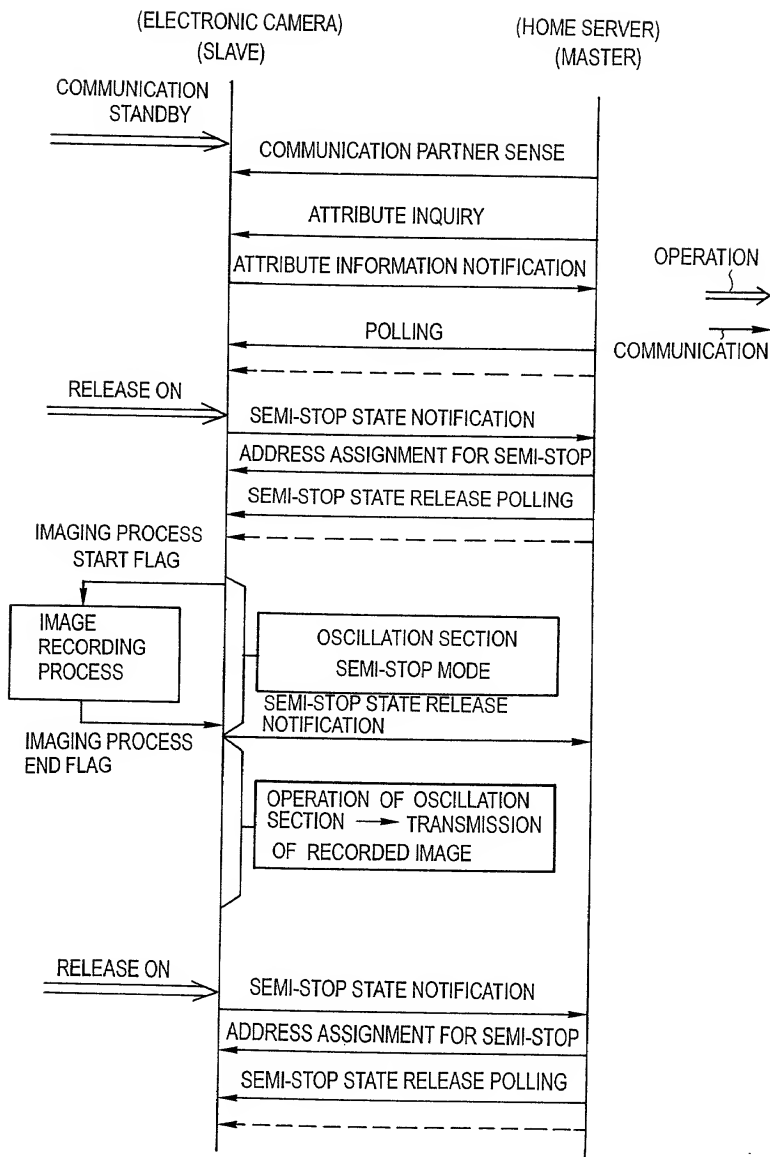 (ELECTRONIC CAMERA)
(SLAVE)
(HOME SERVER)
(MASTER)
COMMUNICATION
STANDBY
COMMUNICATION PARTNER SENSE
ATTRIBUTE INQUIRY
ATTRIBUTE INFORMATION NOTIFICATION
OPERATION
POLLING
COMMUNICATION
RELEASE ON
SEMI-STOP STATE NOTIFICATION
ADDRESS ASSIGNMENT FOR SEMI-STOP
SEMI-STOP STATE RELEASE POLLING
IMAGING PROCESS
START FLAG
IMAGE
RECORDING
PROCESS
OSCILLATION SECTION
SEMI-STOP MODE
SEMI-STOP STATE RELEASE
NOTIFICATION
IMAGING PROCESS
END FLAG
OPERATION OF OSCILLATION
SECTION → TRANSMISSION
OF RECORDED IMAGE
RELEASE ON
SEMI-STOP STATE NOTIFICATION
ADDRESS ASSIGNMENT FOR SEMI-STOP
SEMI-STOP STATE RELEASE POLLING